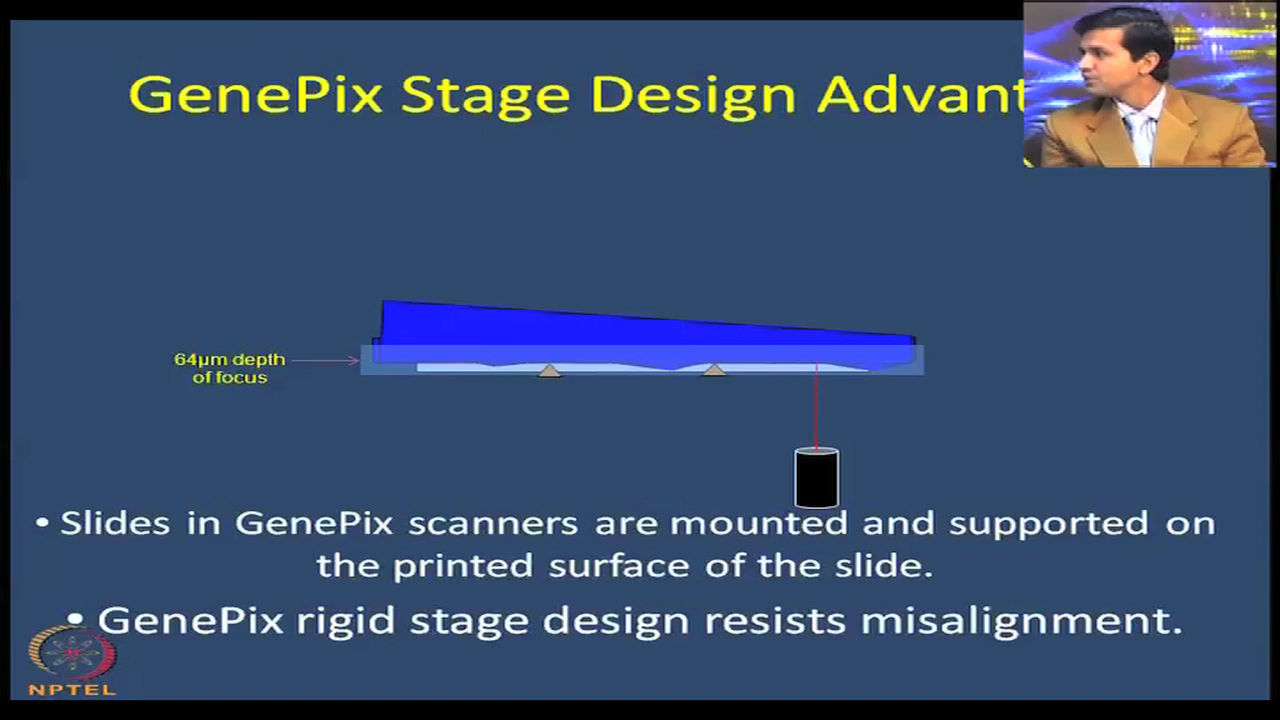 GenePix Stage Design Advant
64µm depth
of focus
• Slides in GenePix scanners are mounted and supported on
the printed surface of the slide.
• GenePix rigid stage design resists misalignment.
NPTEL